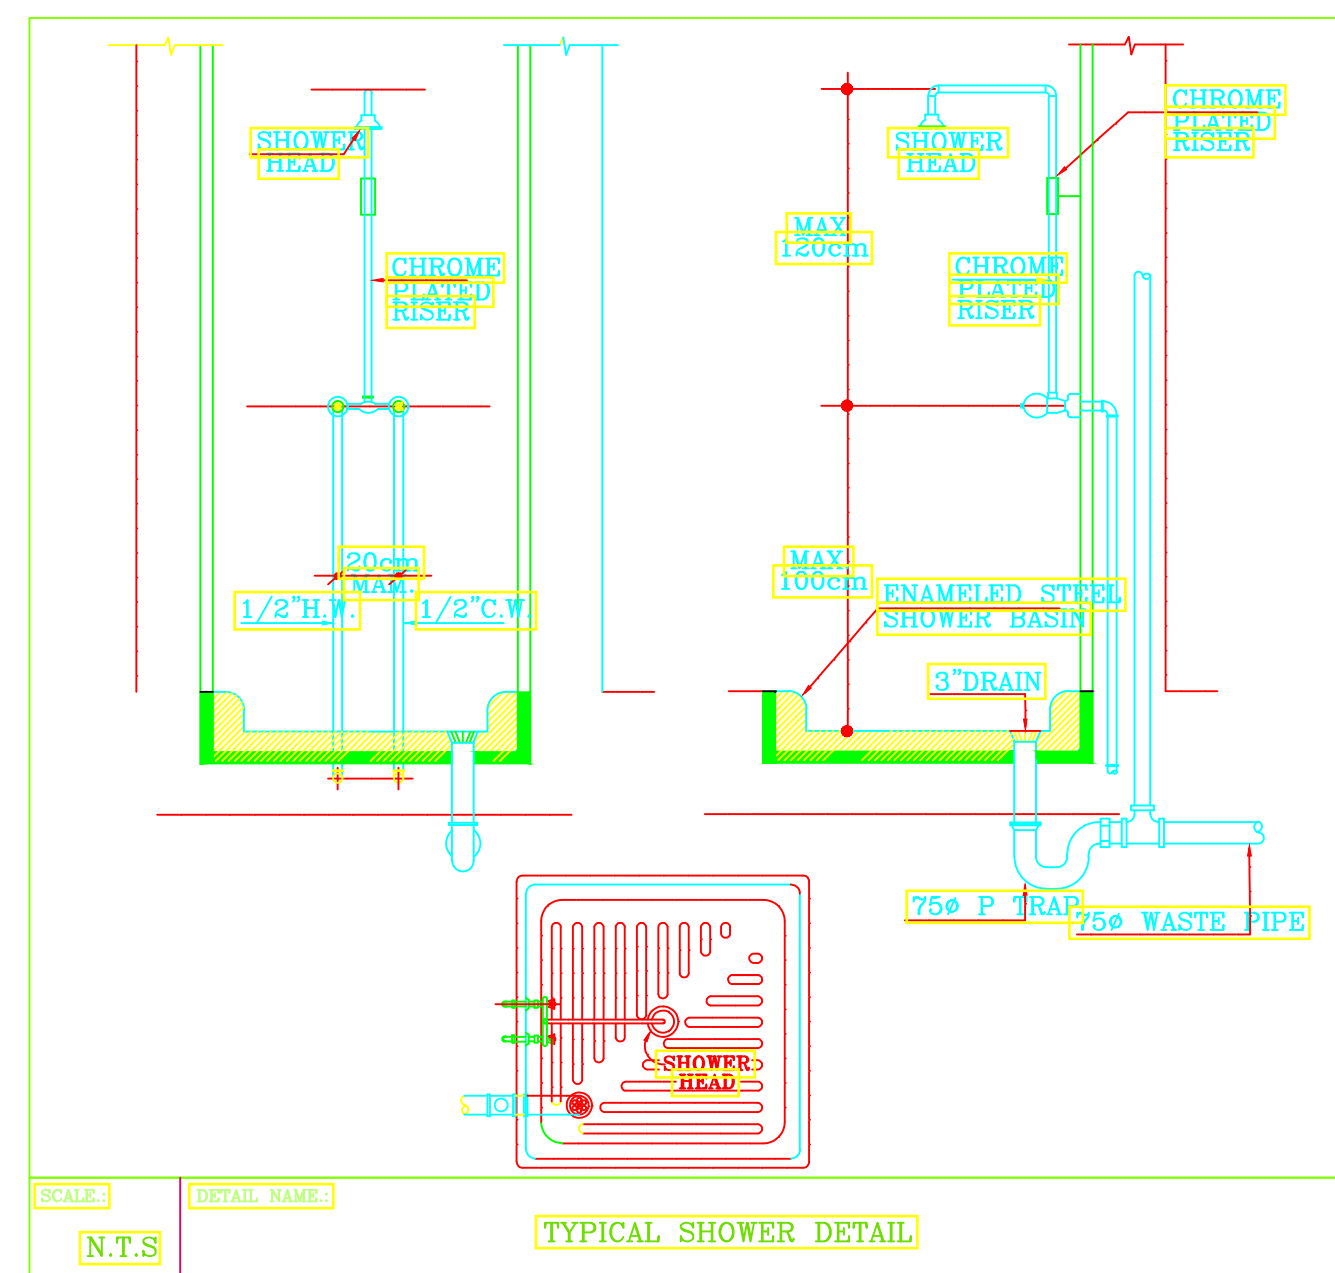 SHOWER
HEAD
CHROME
PLATED
RISER
20cm
MAM.
1/2"H.W.
1/2"C.W.
SHOWER
HEAD
CHROME
PLATED
RISER
MAX
120cm
CHROME
PLATED
RISER
MAX
100cm
ENAMELED STEEL
SHOWER BASIN
3"DRAIN
75ø P TRAP
75ø WASTE PIPE
SHOWER
HEAD
SCALE.:
N.T.S
DETAIL NAME.:
TYPICAL SHOWER DETAIL